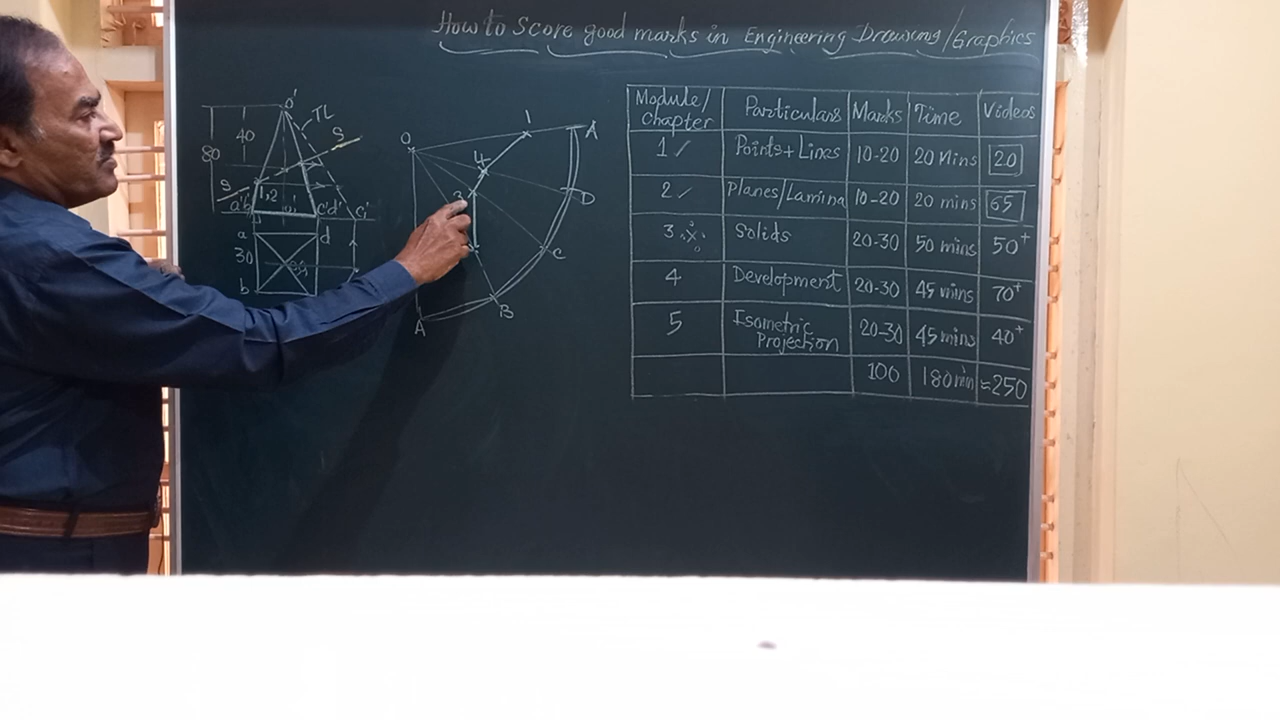 How to Score good marks in Engineering Drawing/Graphics
Module/chapter Particulars Marks Time Videos
1 ✓ Points+Lines 10-20 20 Mins 20
2 ✓ Planes/Lamina 10-20 20 mins 65
3 Solids 20-30 50 mins 50+
4 Development 20-30 45 mins 70+
5 Isometric Projection 20-30 45 mins 40+
100 180 min ≈250
o'
TL
S
40
80
S
1,2
a'b'
c'd'
c1'
a
d
30
b
O
1
A
4
3
D
C
B
A